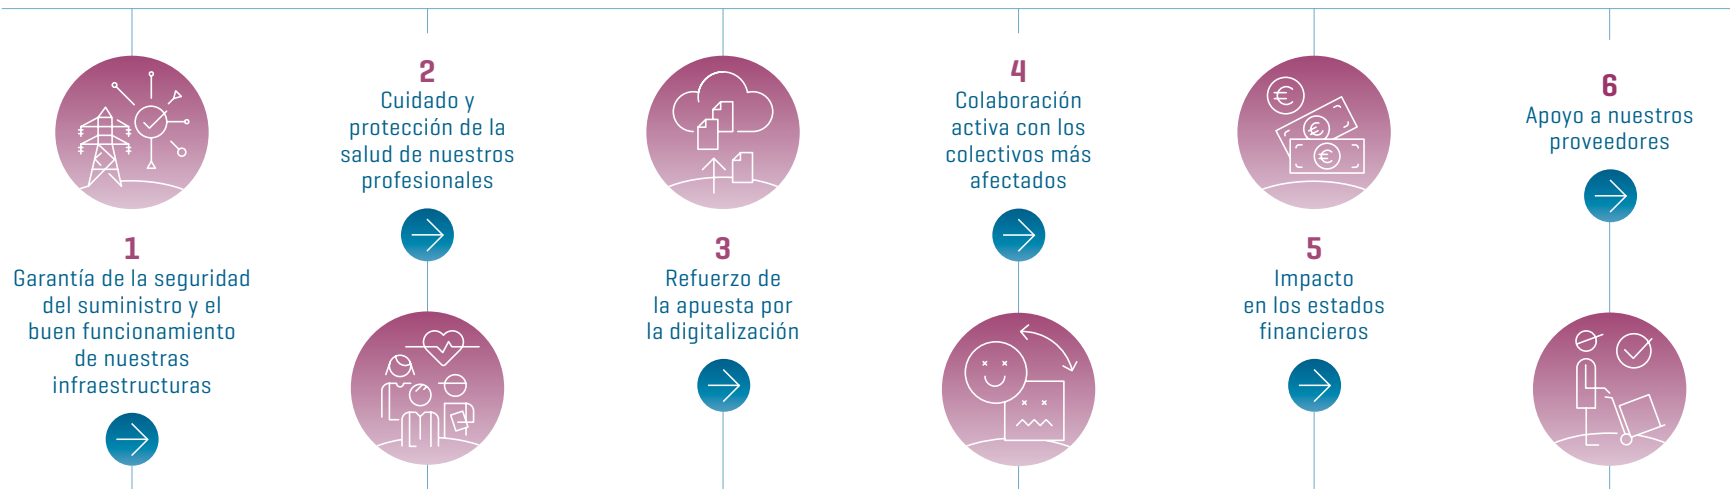 1
Garantía de la seguridad
del suministro y el
buen funcionamiento
de nuestras
infraestructuras
2
Cuidado y
protección de la
salud de nuestros
profesionales
3
Refuerzo de
la apuesta por
la digitalización
4
Colaboración
activa con los
colectivos más
afectados
5
Impacto
en los estados
financieros
6
Apoyo a nuestros
proveedores